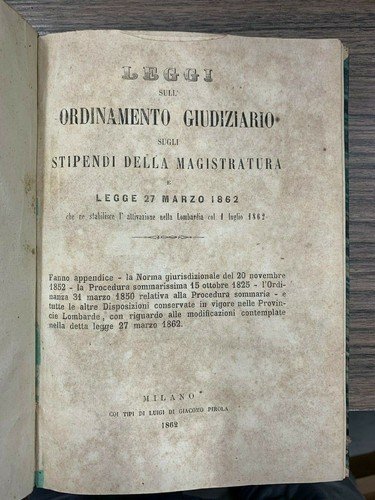 LEGGI
SULL'
ORDINAMENTO GIUDIZIARIO
SUGLI
STIPENDI DELLA MAGISTRATURA
E
LEGGE 27 MARZO 1862
che ne stabilisce l'attivazione nella Lombardia col 1 luglio 1862.
Fanno appendice - la Norma giurisdizionale del 20 novembre
1852 - la Procedura sommarissima 15 ottobre 1825 - l'Ordi-
nanza 31 marzo 1850 relativa alla Procedura sommaria - e
tutte le altre Disposizioni conservate in vigore nelle Provin-
cie Lombarde, con riguardo alle modificazioni contemplate
nella detta legge 27 marzo 1862.
MILANO
COI TIPI DI LUIGI DI GIACOMO PIROLA
1862